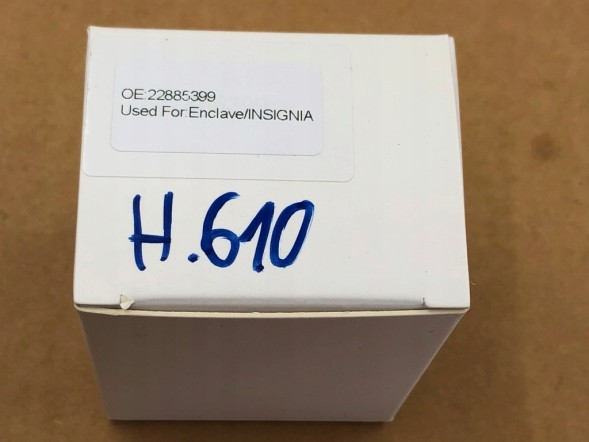 OE:22885399
Used For:Enclave/INSIGNIA
H.610